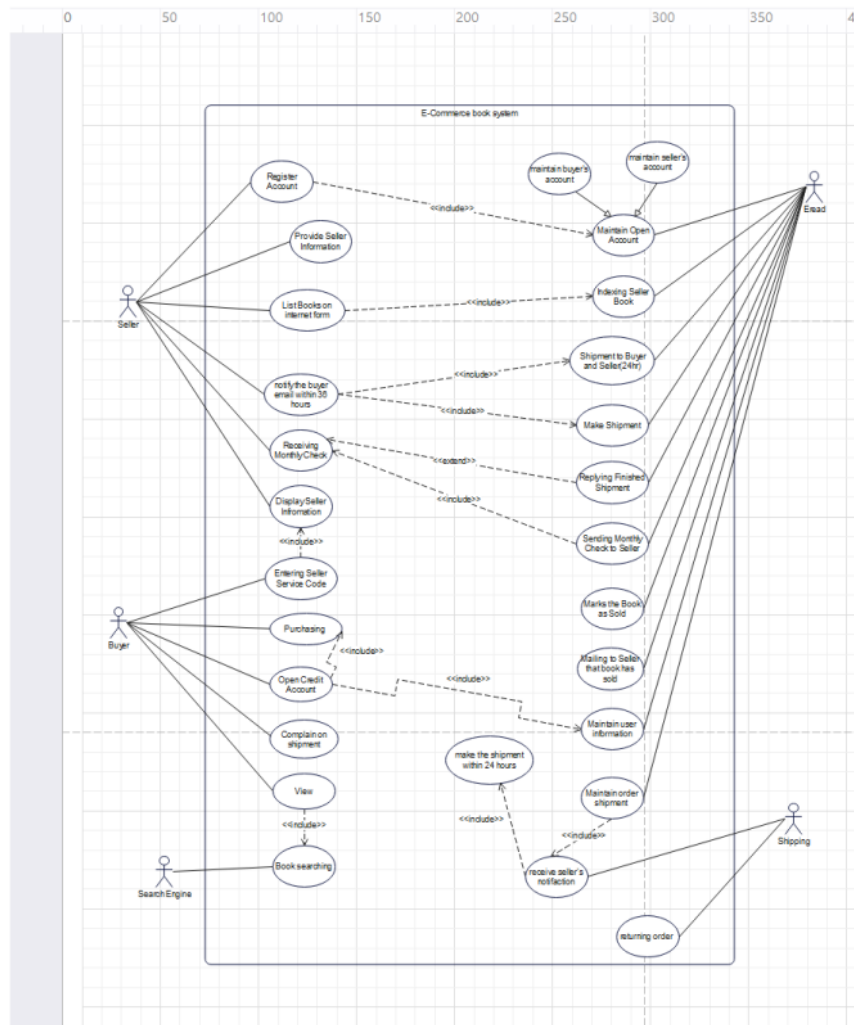 0 50 100 150 200 250 300 350 4
E-Commerce book system
Register
Account
maintain buyer's
account
maintain seller's
account
Eread
<<include>>
Maintain Open
Account
Provide Seller
Information
Seller
List Books on
internet form
<<include>>
Indexing Seller
Book
notify the buyer
email within 36
hours
<<include>>
Shipment to Buyer
and Seller(24hr)
<<include>>
Make Shipment
Receiving
Monthly Check
<<extend>>
Replying Finished
Shipment
<<include>>
Display Seller
Infromation
Sending Monthly
Check to Seller
<<include>>
Entering Seller
Service Code
Marks the Book
as Sold
Buyer
Purchasing
<<include>>
Mailing to Seller
that book has
sold
Open Credit
Account
<<include>>
Maintain user
information
Complain on
shipment
make the shipment
within 24 hours
View
Maintain order
shipment
<<include>>
<<include>>
<<include>>
Shipping
Search Engine
Book searching
receive seller's
notifaction
returning order